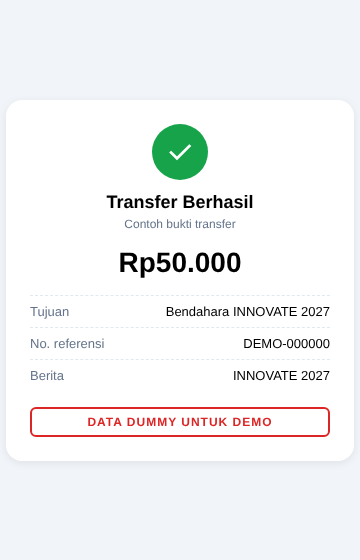 Transfer Berhasil
Contoh bukti transfer
Rp50.000
Tujuan Bendahara INNOVATE 2027
No. referensi DEMO-000000
Berita INNOVATE 2027
DATA DUMMY UNTUK DEMO